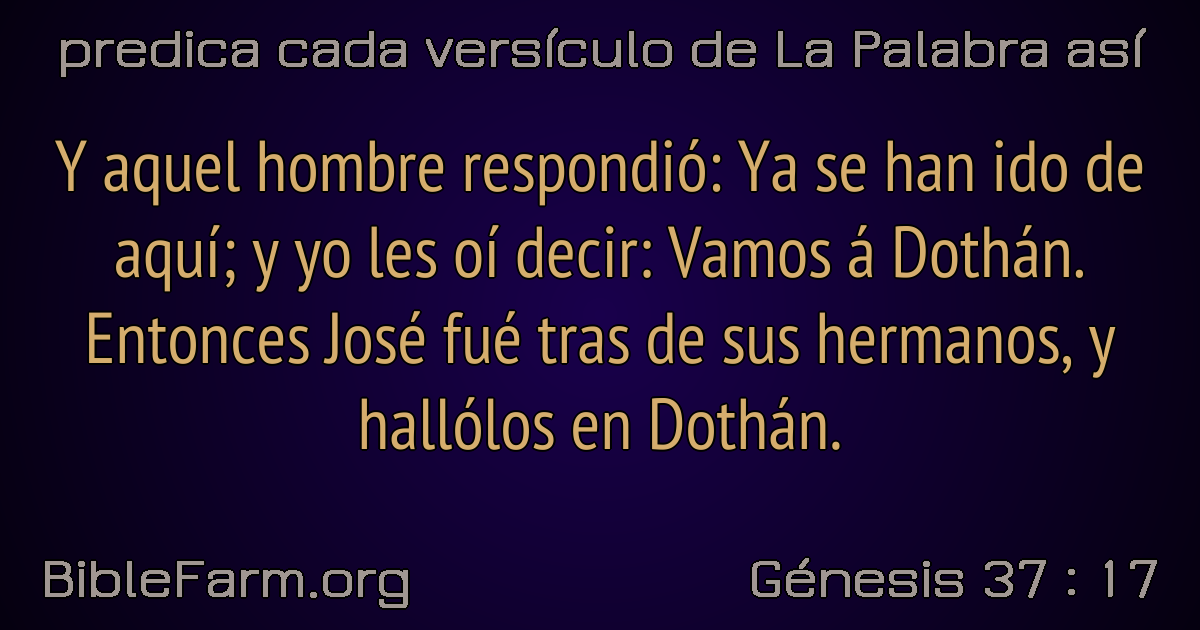 predica cada versículo de La Palabra así
Y aquel hombre respondió: Ya se han ido de
aquí; y yo les oí decir: Vamos á Dothán.
Entonces José fué tras de sus hermanos, y
hallólos en Dothán.
BibleFarm.org
Génesis 37 : 17